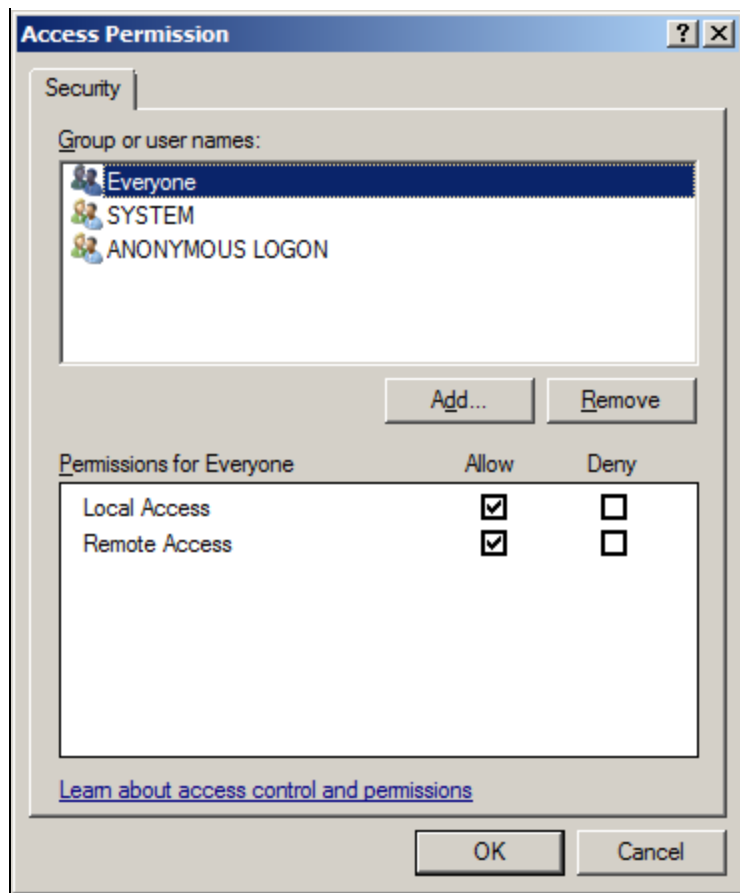 Access Permission
Security
Group or user names:
Everyone
SYSTEM
ANONYMOUS LOGON
Add... Remove
Permissions for Everyone Allow Deny
Local Access
Remote Access
Learn about access control and permissions
OK Cancel